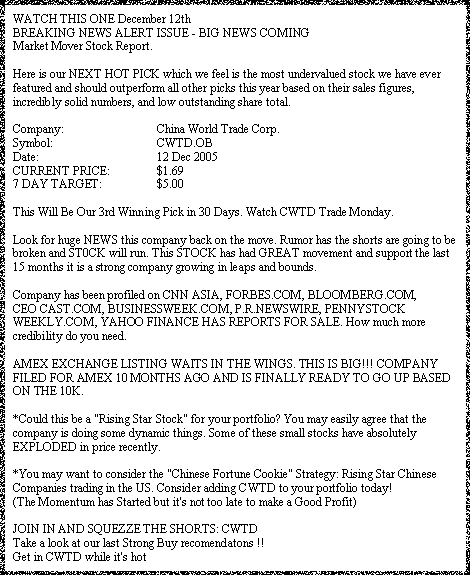 WATCH THIS ONE December 12th
BREAKING NEWS ALERT ISSUE - BIG NEWS COMING
Market Mover Stock Report.
Here is our NEXT HOT PICK which we feel is the most undervalued stock we have ever
featured and should outperform all other picks this year based on their sales figures,
incredibly solid numbers, and low outstanding share total.
Company: China World Trade Corp.
Symbol: CWTD.OB
Date: 12 Dec 2005
CURRENT PRICE: $1.69
7 DAY TARGET: $5.00
This Will Be Our 3rd Winning Pick in 30 Days. Watch CWTD Trade Monday.
Look for huge NEWS this company back on the move. Rumor has the shorts are going to be
broken and ST0CK will run. This STOCK has had GREAT movement and support the last
15 months it is a strong company growing in leaps and bounds.
Company has been profiled on CNN ASIA, FORBES.COM, BLOOMBERG.COM,
CEO CAST.COM, BUSINESSWEEK.COM, P.R.NEWSWIRE, PENNYSTOCK
WEEKLY.COM, YAHOO FINANCE HAS REPORTS FOR SALE. How much more
credibility do you need.
AMEX EXCHANGE LISTING WAITS IN THE WINGS. THIS IS BIG!!! COMPANY
FILED FOR AMEX 10 MONTHS AGO AND IS FINALLY READY TO GO UP BASED
ON THE 10K.
*Could this be a "Rising Star Stock" for your portfolio? You may easily agree that the
company is doing some dynamic things. Some of these small stocks have absolutely
EXPLODED in price recently.
*You may want to consider the "Chinese Fortune Cookie" Strategy: Rising Star Chinese
Companies trading in the US. Consider adding CWTD to your portfolio today!
(The Momentum has Started but it's not too late to make a Good Profit)
JOIN IN AND SQUEZZE THE SHORTS: CWTD
Take a look at our last Strong Buy recomendatons !!
Get in CWTD while it's hot